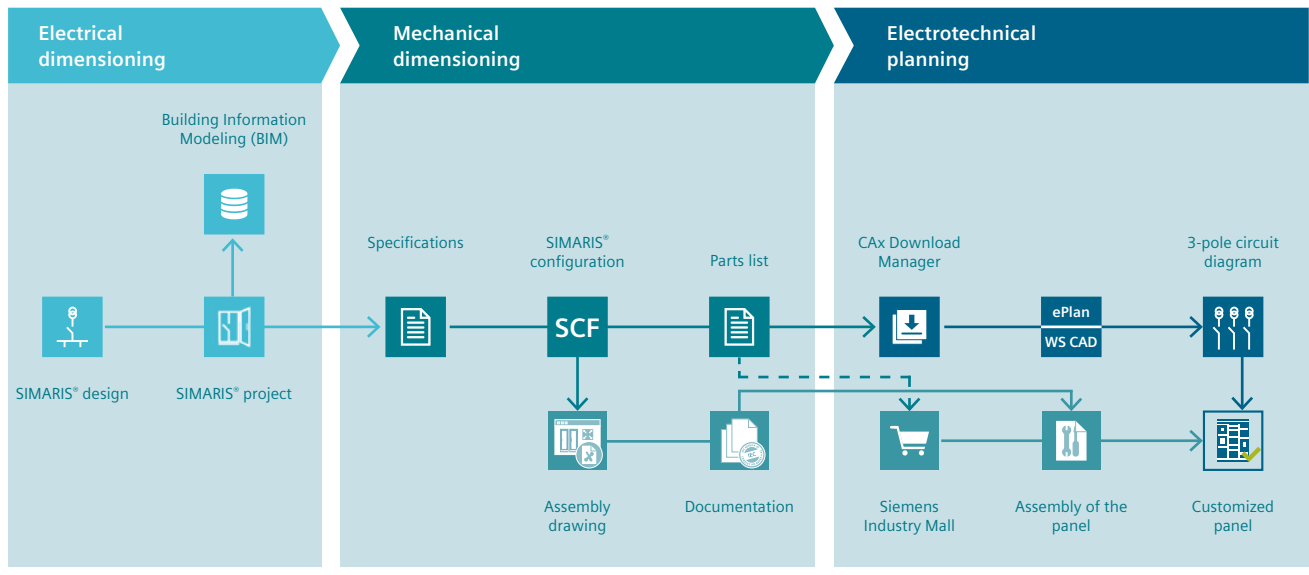 Electrical
dimensioning
Mechanical
dimensioning
Electrotechnical
planning
Building Information
Modeling (BIM)
Specifications
SIMARIS®
configuration
Parts list
CAx Download
Manager
3-pole circuit
diagram
SCF
ePlan
WS CAD
SIMARIS® design
SIMARIS® project
IEC
Assembly
drawing
Documentation
Siemens
Industry Mall
Assembly of the
panel
Customized
panel